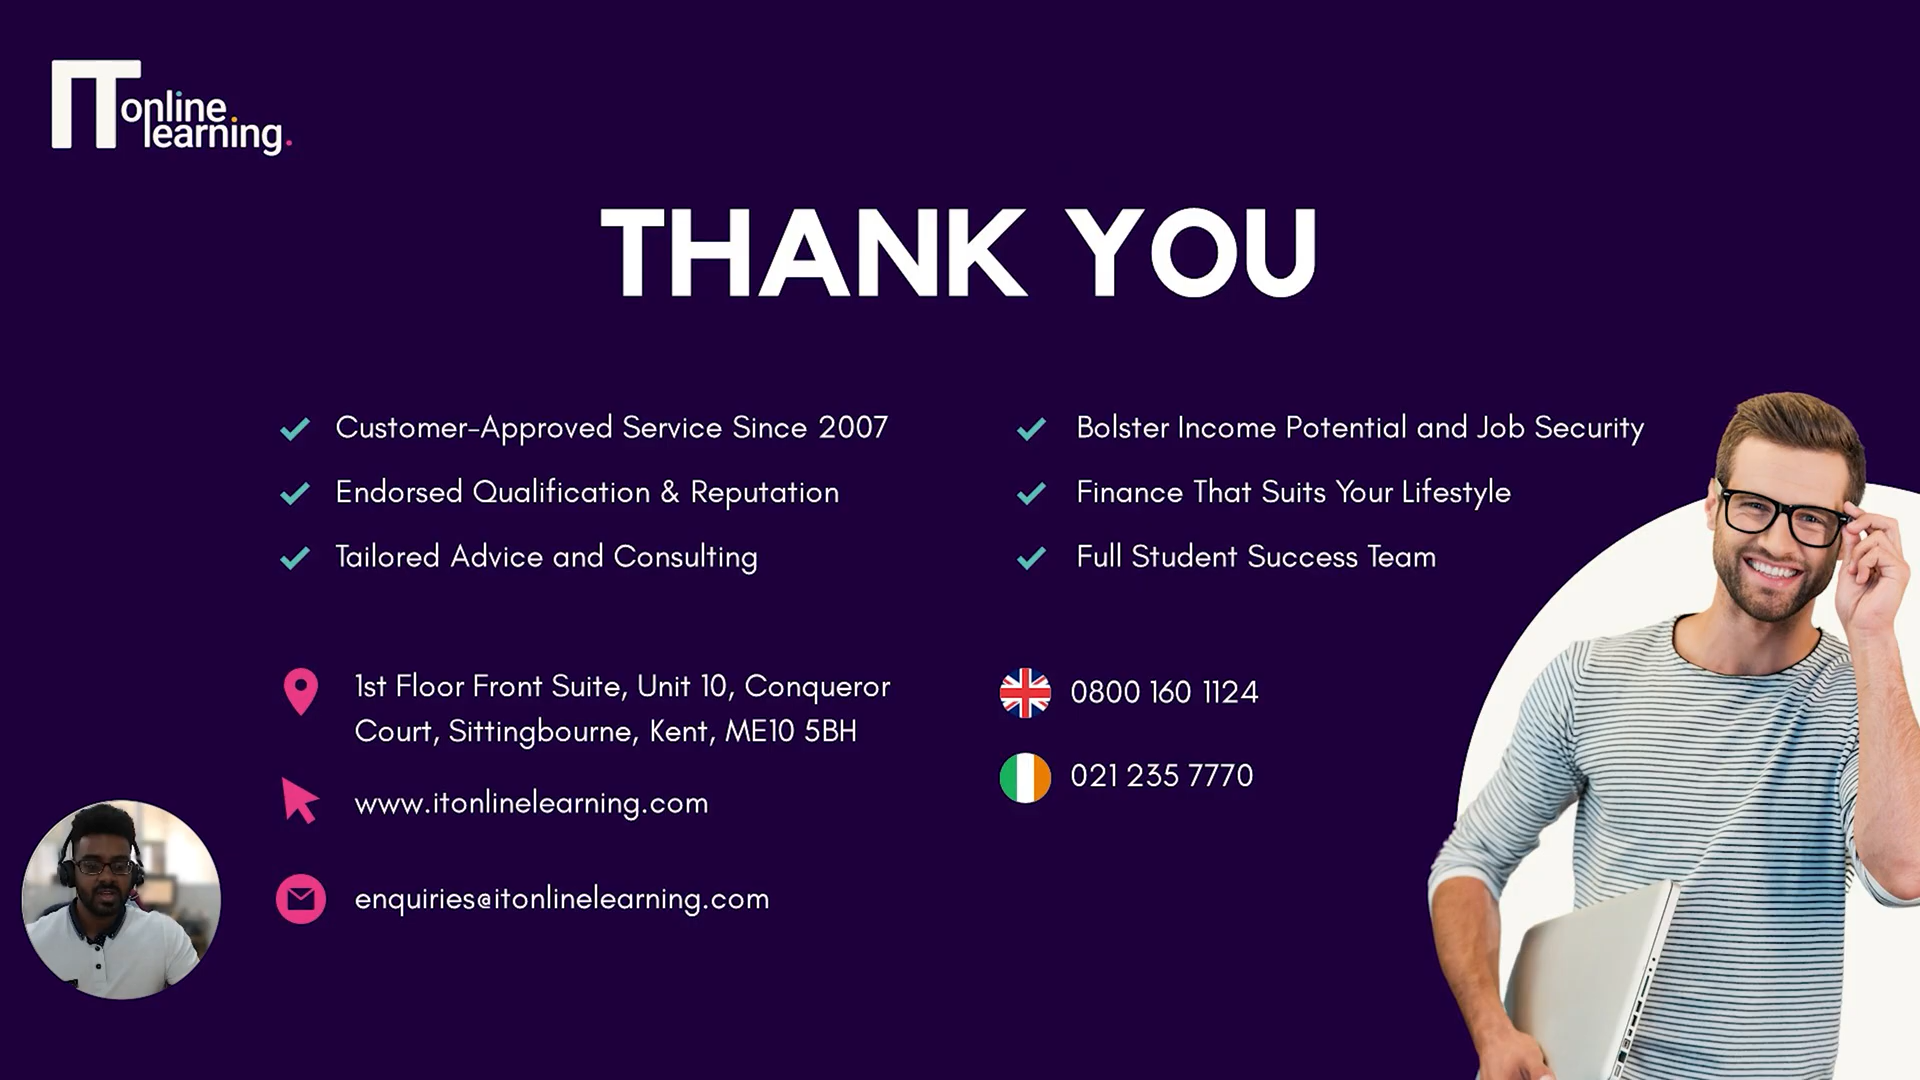 IT online
learning.
THANK YOU
Customer-Approved Service Since 2007
Endorsed Qualification & Reputation
Tailored Advice and Consulting
Bolster Income Potential and Job Security
Finance That Suits Your Lifestyle
Full Student Success Team
1st Floor Front Suite, Unit 10, Conqueror
Court, Sittingbourne, Kent, ME10 5BH
www.itonlinelearning.com
enquiries@itonlinelearning.com
0800 160 1124
021 235 7770